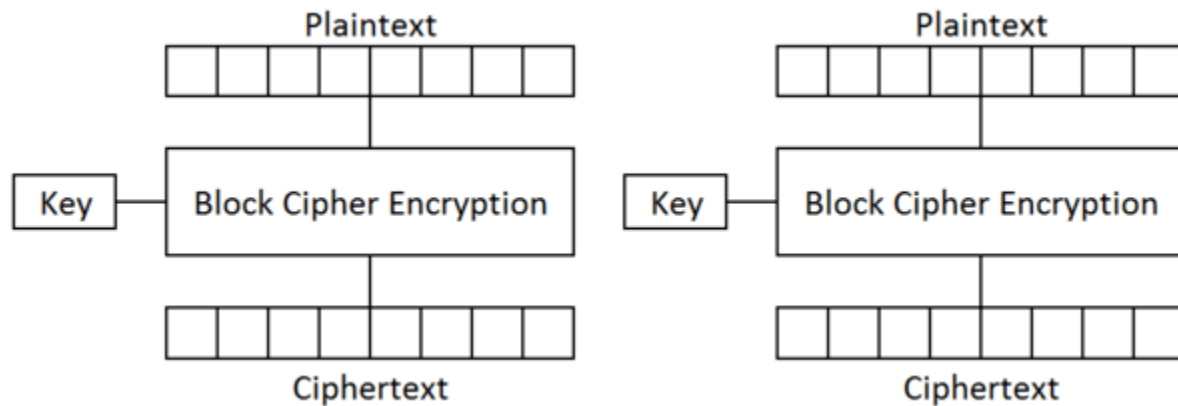 Plaintext
Key
Block Cipher Encryption
Ciphertext
Plaintext
Key
Block Cipher Encryption
Ciphertext